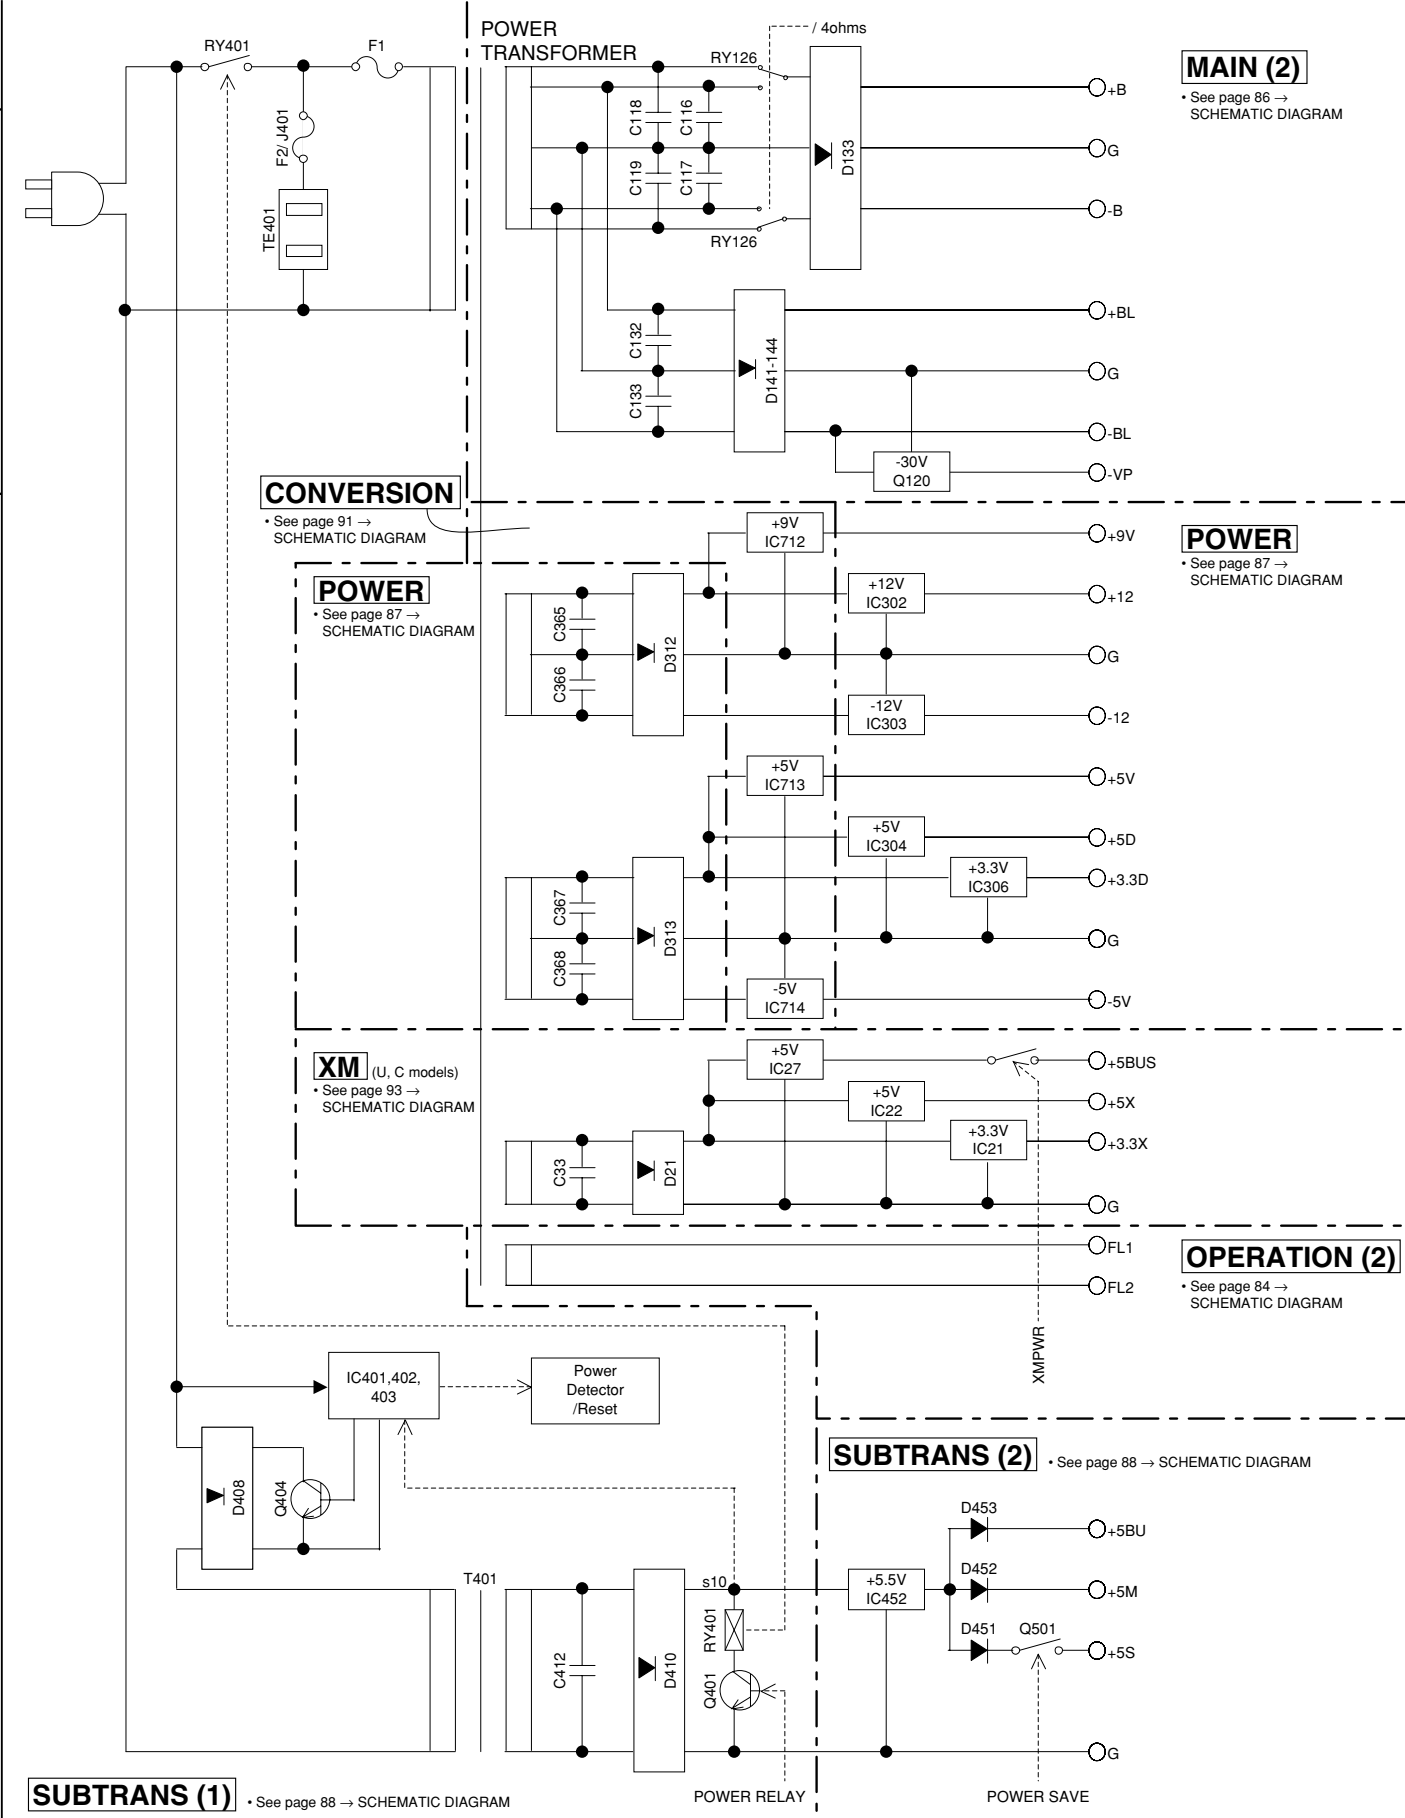 POWER
TRANSFORMER
RY401
F1
F2/ J401
TE401
RY126
/ 4ohms
C118
C116
C119
C117
RY126
D133
+B
G
-B
MAIN (2)
• See page 86 →
SCHEMATIC DIAGRAM
C132
C133
D141-144
+BL
G
-BL
-30V
Q120
-VP
CONVERSION
• See page 91 →
SCHEMATIC DIAGRAM
+9V
IC712
+9V
POWER
• See page 87 →
SCHEMATIC DIAGRAM
POWER
• See page 87 →
SCHEMATIC DIAGRAM
C365
C366
D312
+12V
IC302
+12
G
-12V
IC303
-12
+5V
IC713
+5V
+5V
IC304
+5D
+3.3V
IC306
+3.3D
C367
C368
D313
G
-5V
IC714
-5V
XM (U, C models)
• See page 93 →
SCHEMATIC DIAGRAM
+5V
IC27
+5BUS
+5V
IC22
+5X
+3.3V
IC21
+3.3X
C33
D21
G
FL1
FL2
OPERATION (2)
• See page 84 →
SCHEMATIC DIAGRAM
XMPWR
IC401,402,
403
Power
Detector
/Reset
D408
Q404
SUBTRANS (2) • See page 88 → SCHEMATIC DIAGRAM
T401
C412
D410
s10
RY401
Q401
+5.5V
IC452
D453
+5BU
D452
+5M
D451
Q501
+5S
G
POWER RELAY
POWER SAVE
SUBTRANS (1) • See page 88 → SCHEMATIC DIAGRAM